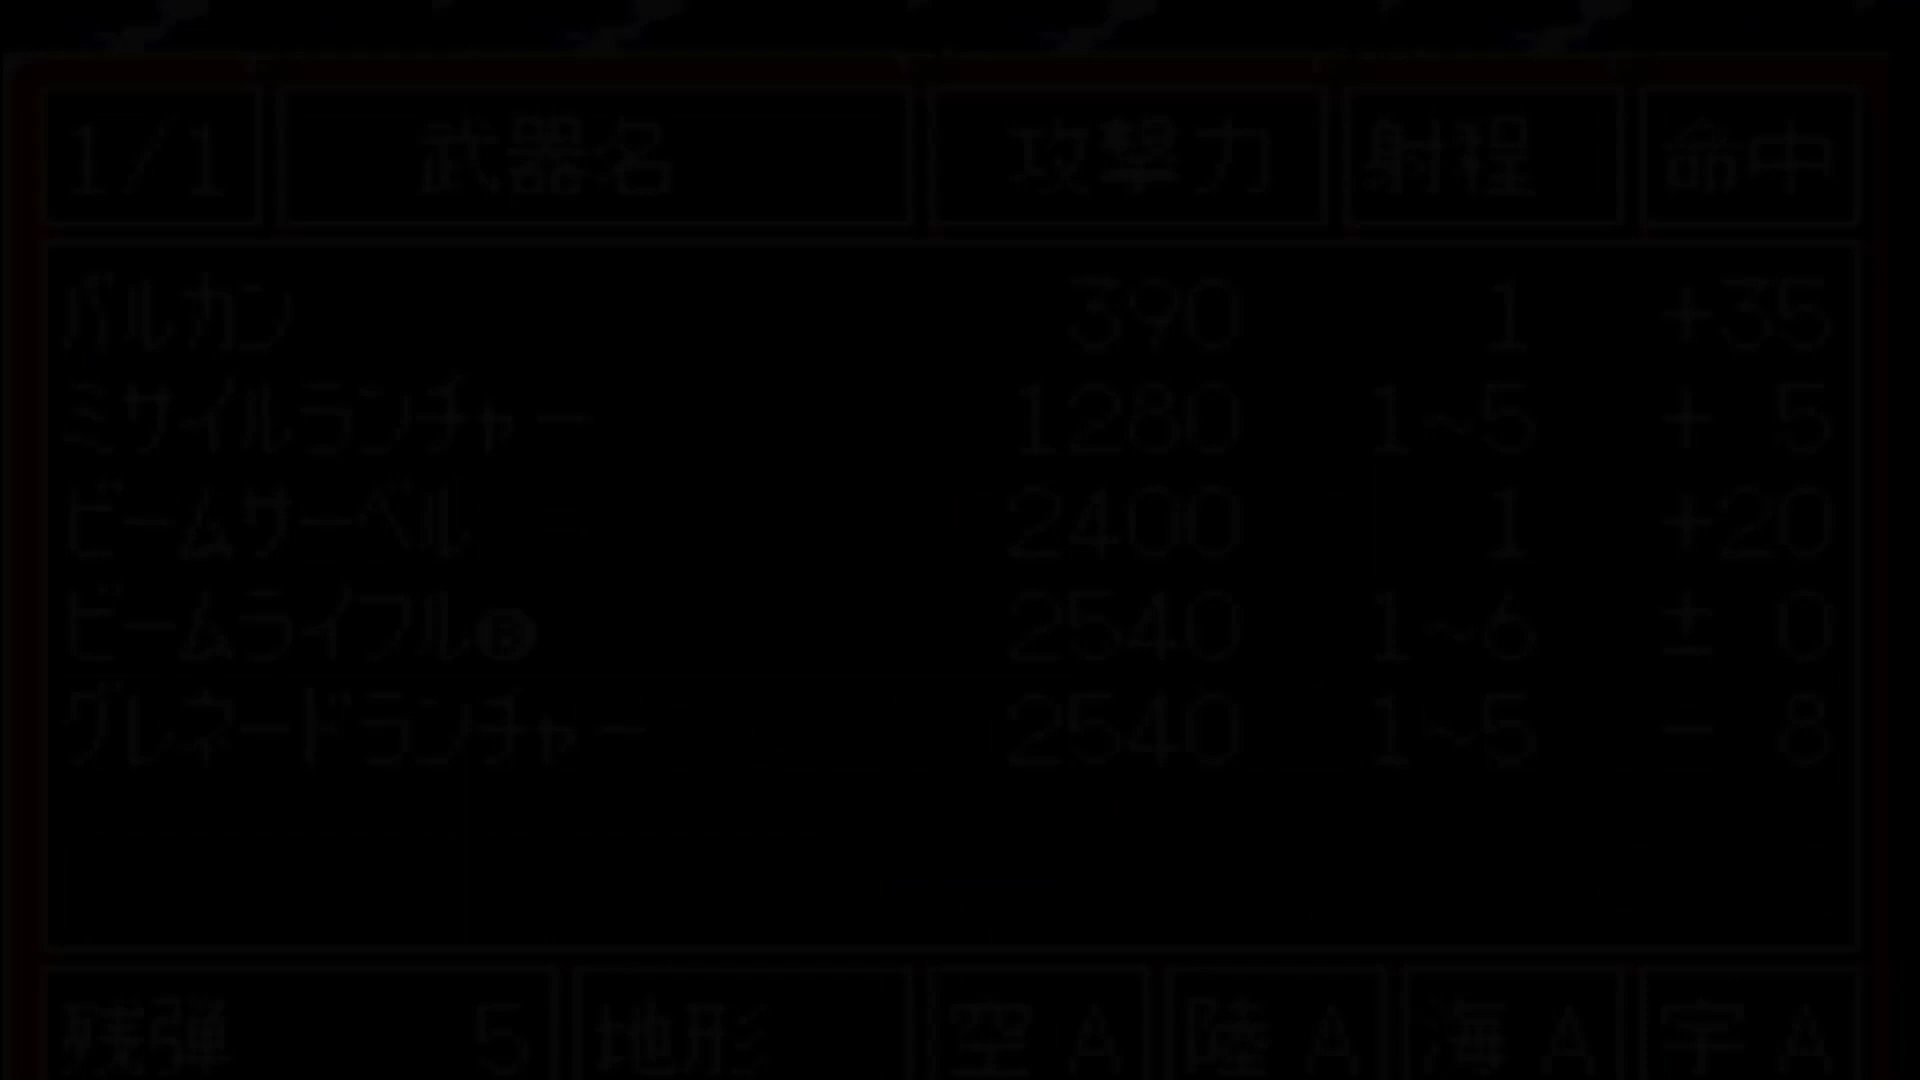 1/1 武器名 攻撃力 射程 命中
バルカン 390 1 +35
ミサイルランチャー 1280 1~5 + 5
ビームサーベル 2400 1 +20
ビームライフルⒷ 2540 1~6 ± 0
グレネードランチャー 2540 1~5 - 8
残弾 5 地形 空 A 陸 A 海 A 宇 A